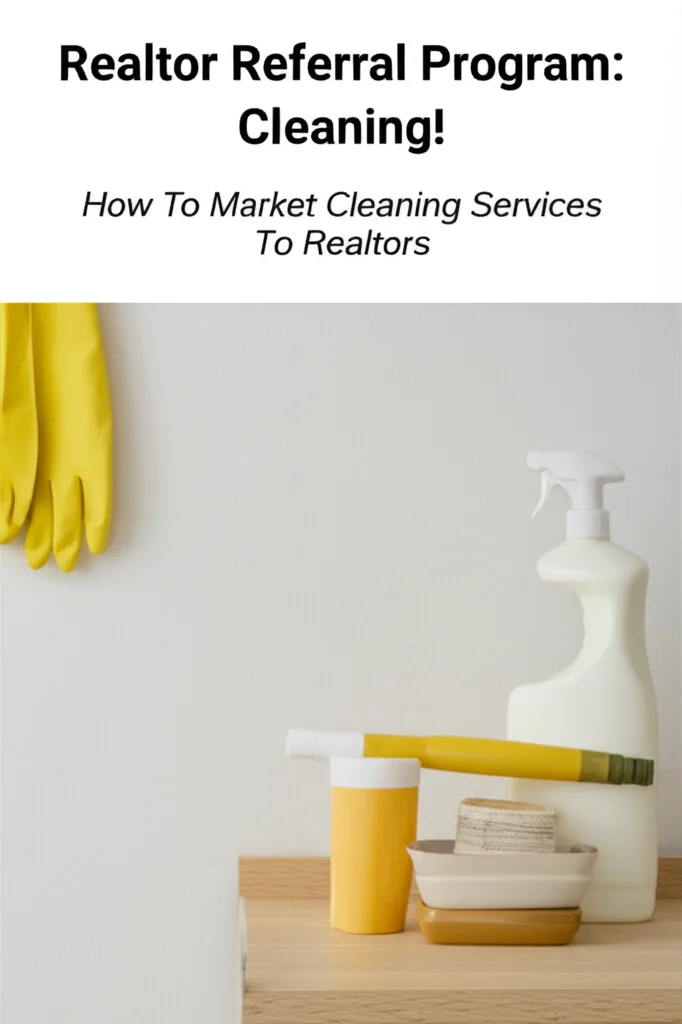 Realtor Referral Program:
Cleaning!
How To Market Cleaning Services
To Realtors